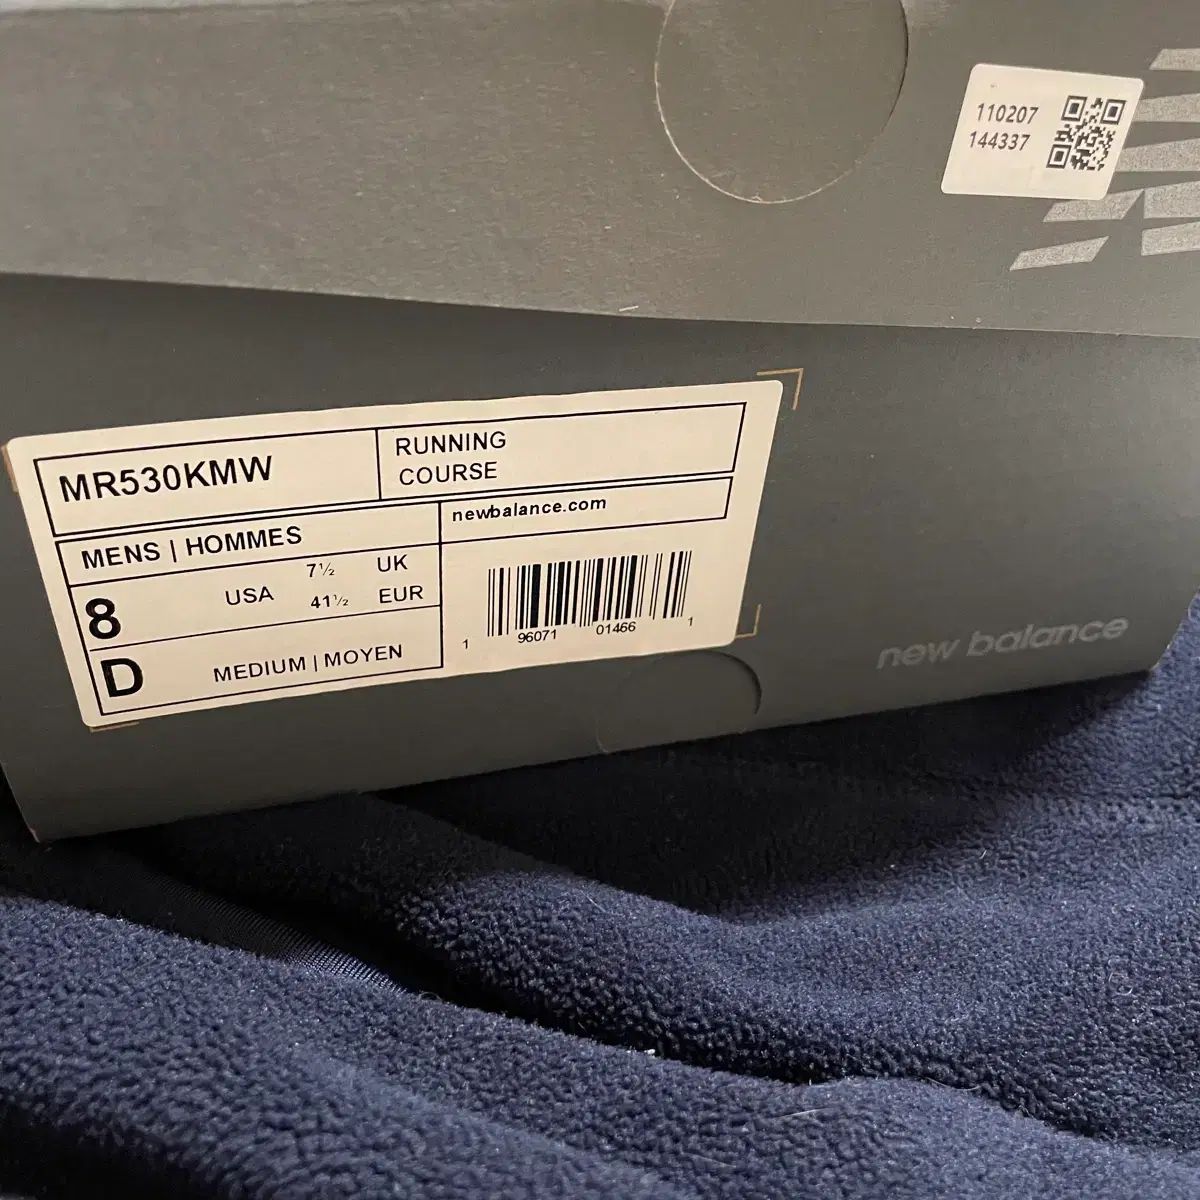 110207
144337
MR530KMW
RUNNING
COURSE
newbalance.com
MENS | HOMMES
8 USA 7½ UK
41½ EUR
D MEDIUM | MOYEN
1 96071 01466 1
new balance